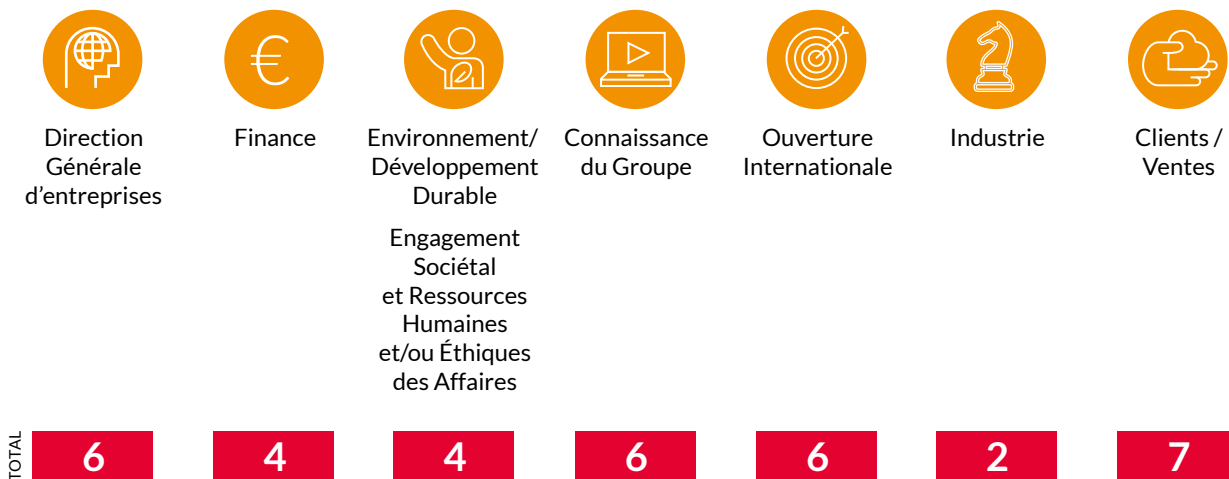 €
Direction
Générale
d’entreprises
Finance
Environnement/
Développement
Durable
Engagement
Sociétal
et Ressources
Humaines
et/ou Éthiques
des Affaires
Connaissance
du Groupe
Ouverture
Internationale
Industrie
Clients /
Ventes
TOTAL
6
4
4
6
6
2
7